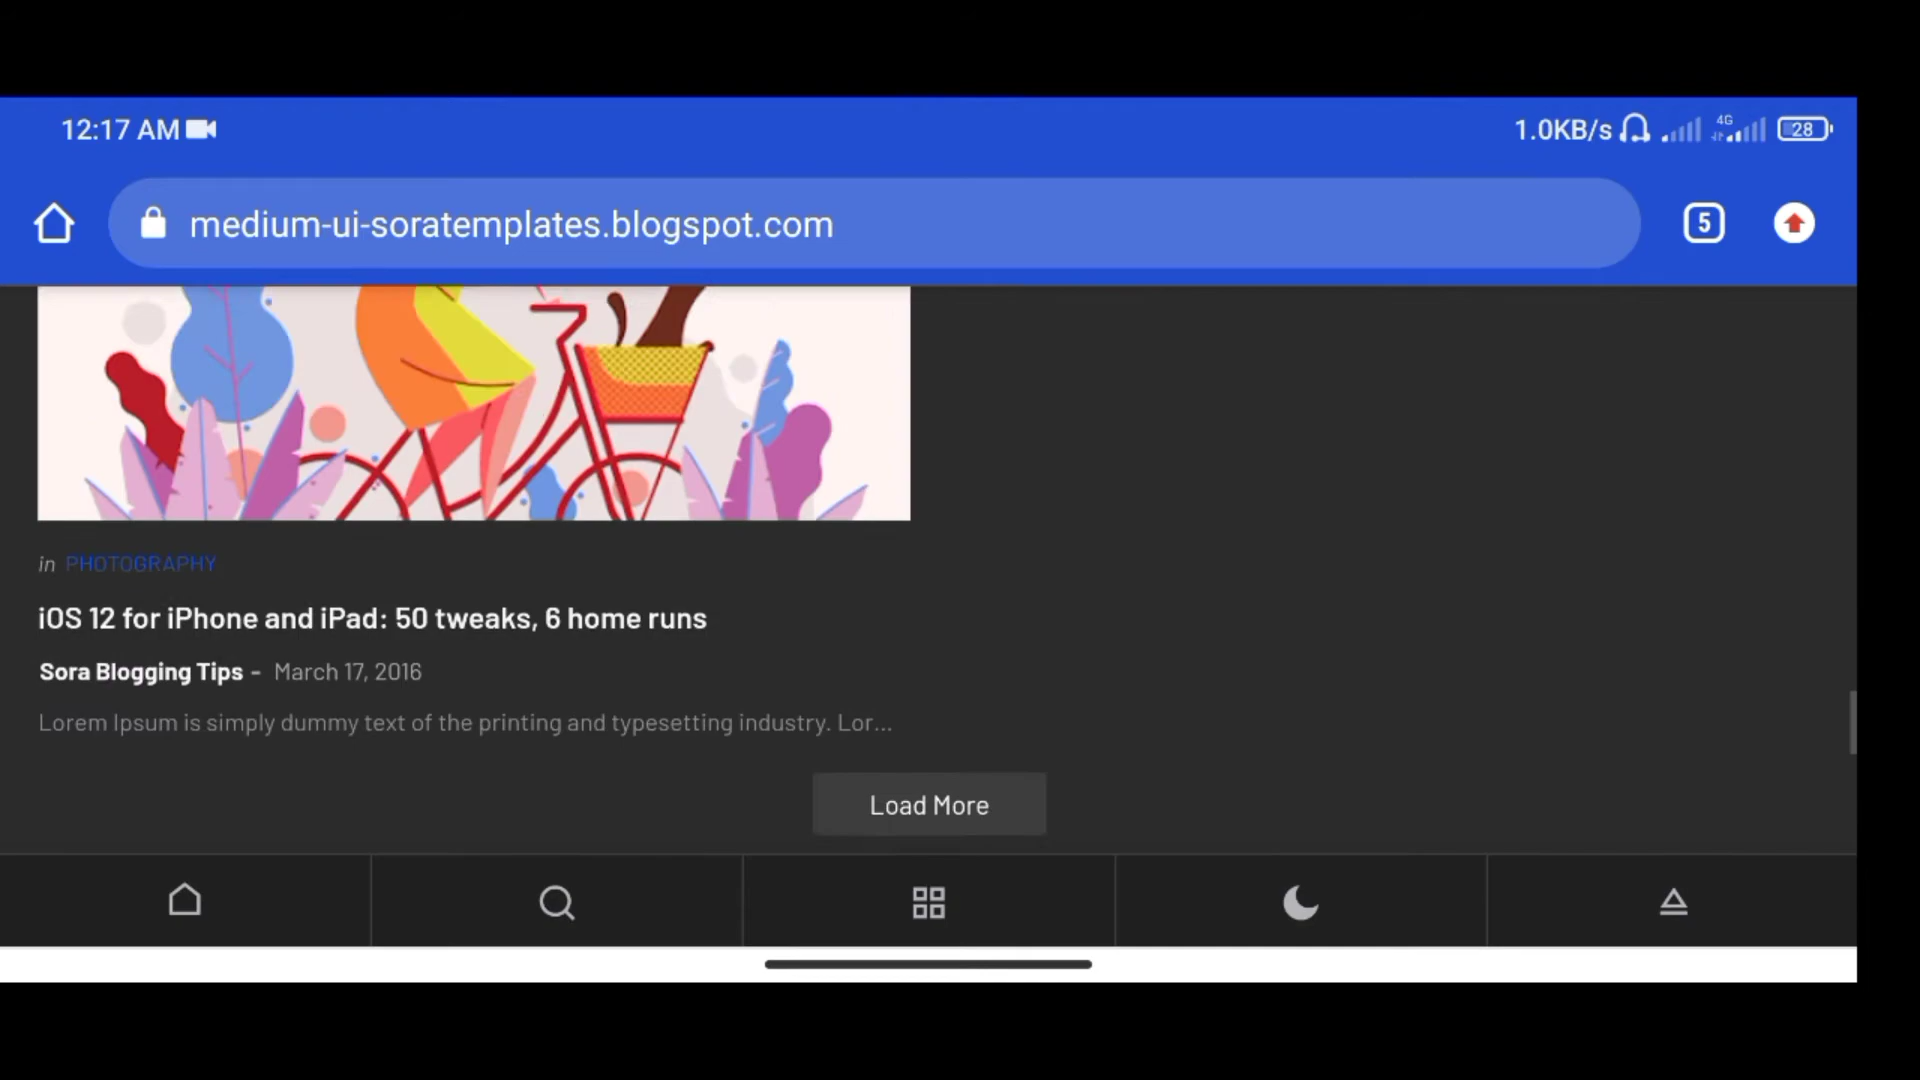 12:17 AM 1.0KB/s 4G 28
medium-ui-soratemplates.blogspot.com 5
in PHOTOGRAPHY
iOS 12 for iPhone and iPad: 50 tweaks, 6 home runs
Sora Blogging Tips - March 17, 2016
Lorem Ipsum is simply dummy text of the printing and typesetting industry. Lor...
Load More